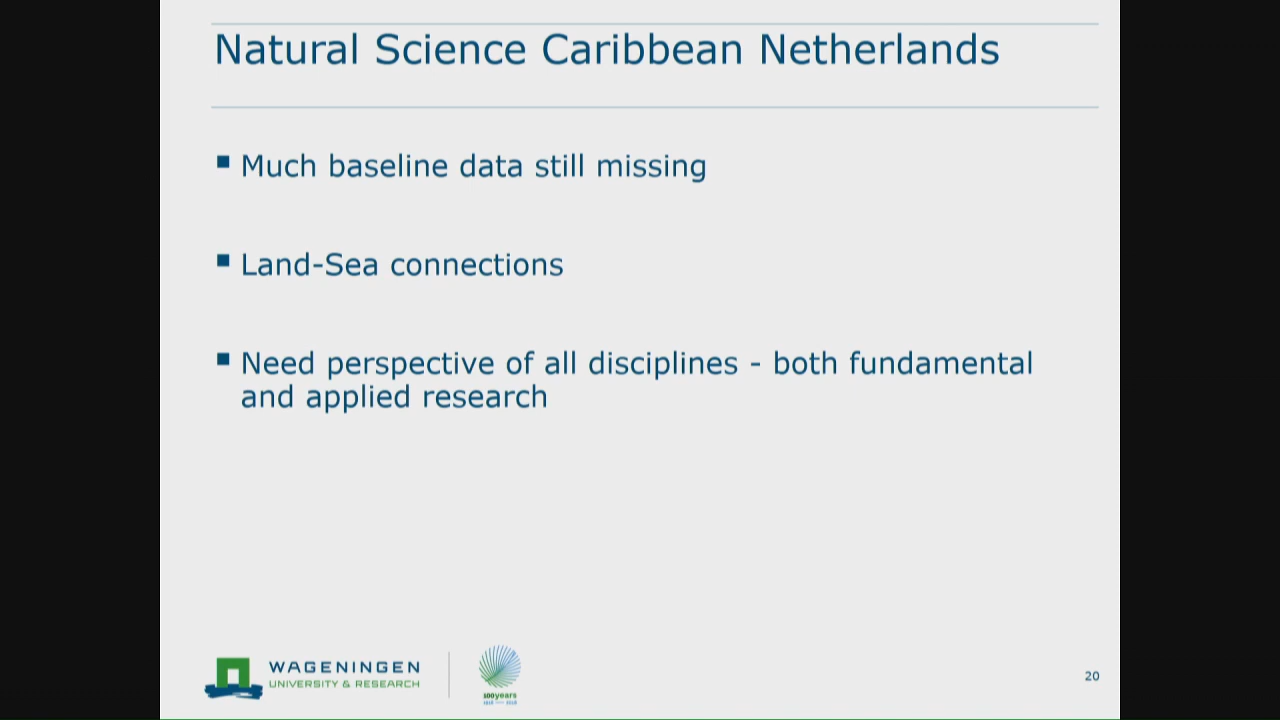 Natural Science Caribbean Netherlands
Much baseline data still missing
Land-Sea connections
Need perspective of all disciplines - both fundamental
and applied research
WAGENINGEN
UNIVERSITY & RESEARCH
100years
20